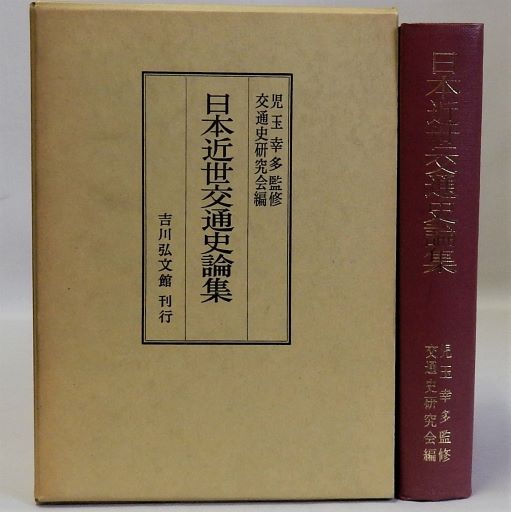 児玉幸多監修
交通史研究会編
日本近世交通史論集
吉川弘文館 刊行
日本近世交通史論集
児玉幸多監修
交通史研究会編